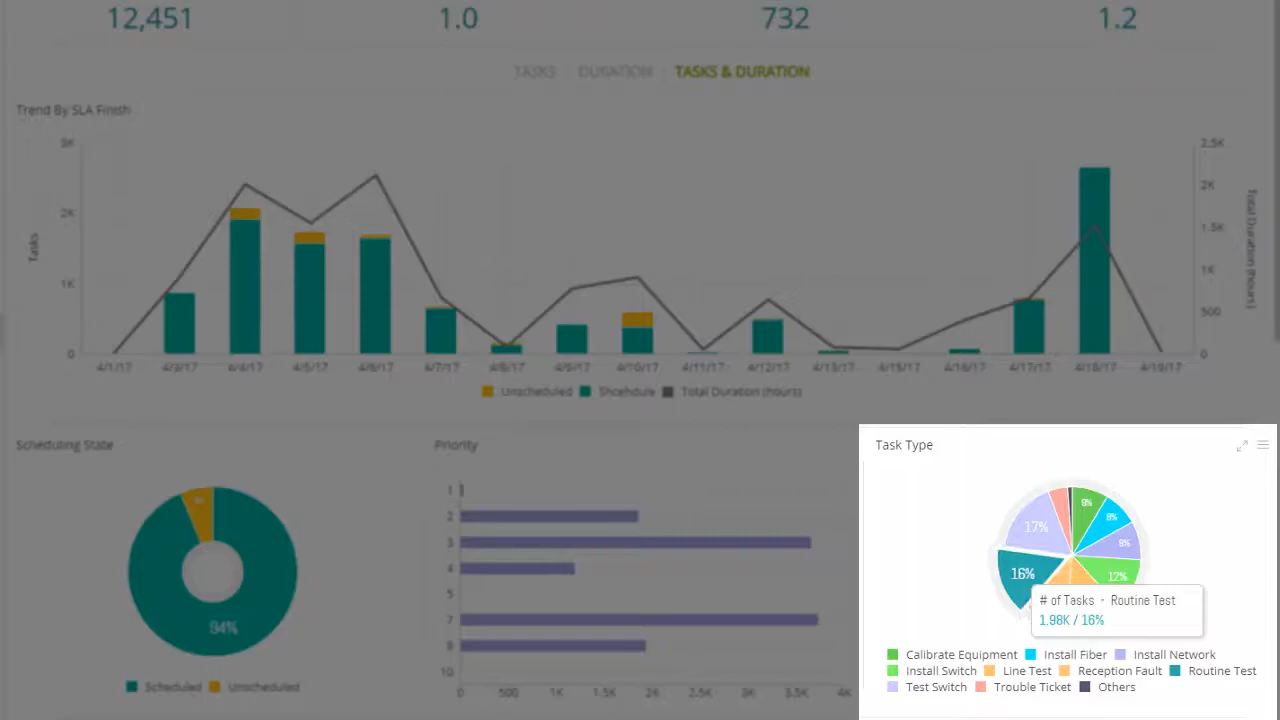 12,451 1.0 732 1.2
TASKS DURATION TASKS & DURATION
Trend By SLA Finish
3K 2.5K
2K
2K 1.5K
1K
1K 500
0 0
Tasks
Total Duration (hours)
4/1/17 4/3/17 4/4/17 4/5/17 4/6/17 4/7/17 4/8/17 4/9/17 4/10/17 4/11/17 4/12/17 4/13/17 4/15/17 4/16/17 4/17/17 4/18/17 4/19/17
Unscheduled Shcehdule Total Duration (hours)
Scheduling State Priority Task Type
94%
Scheduled Unscheduled
1
2
3
4
5
7
10
0 500 1K 1.5K 2K 2.5K 3K 3.5K 4K
9%
8%
17%
9%
16% 12%
# of Tasks - Routine Test
1.98K / 16%
Calibrate Equipment Install Fiber Install Network
Install Switch Line Test Reception Fault Routine Test
Test Switch Trouble Ticket Others